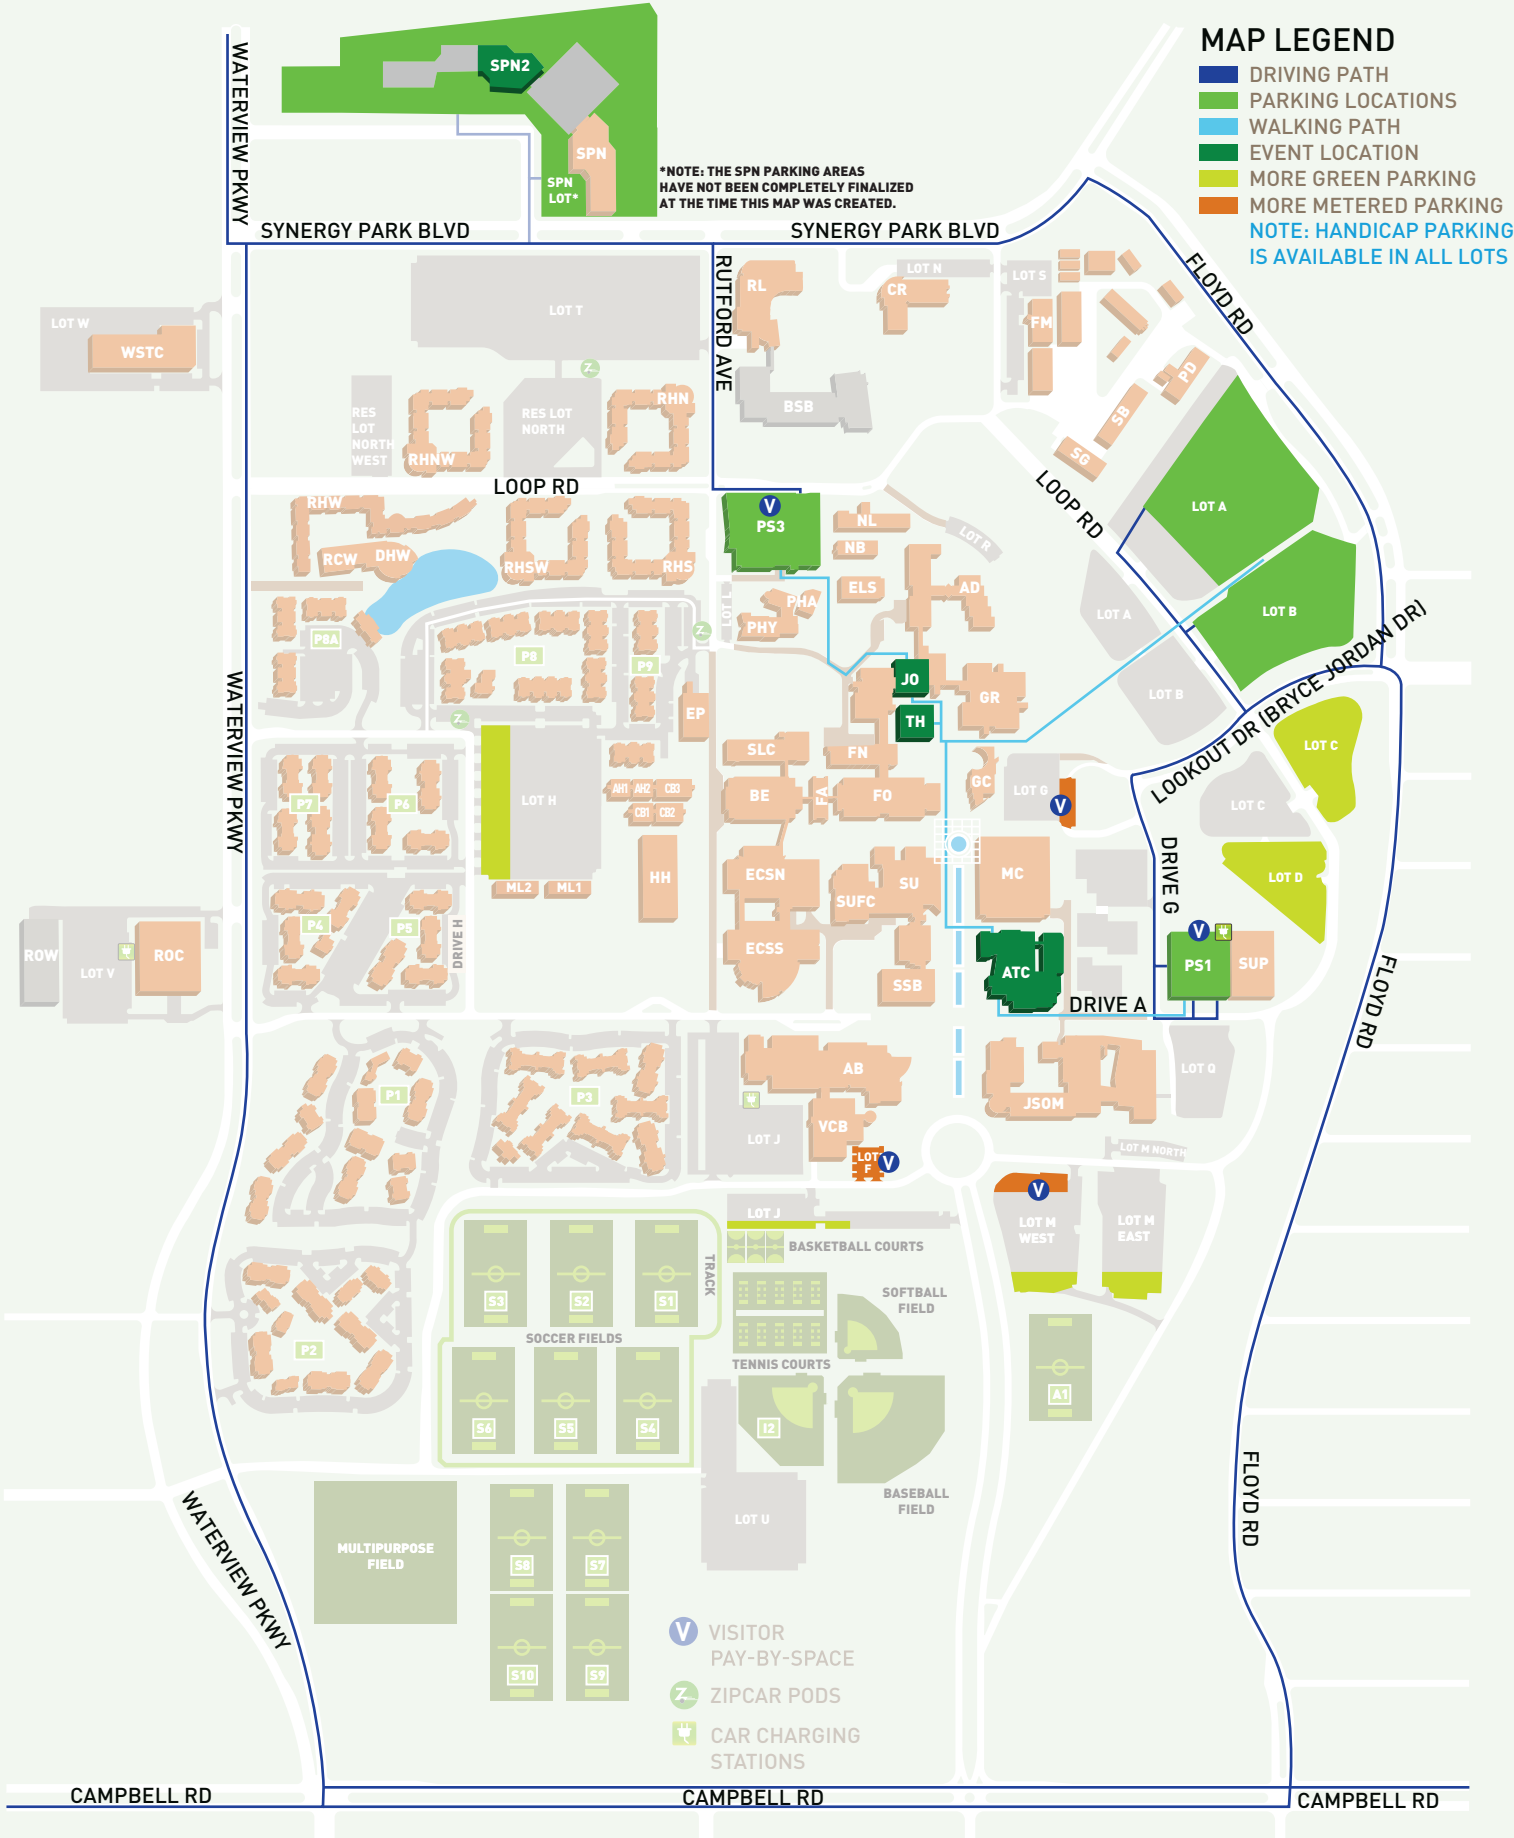 MAP LEGEND
DRIVING PATH
PARKING LOCATIONS
WALKING PATH
EVENT LOCATION
MORE GREEN PARKING
MORE METERED PARKING
NOTE: HANDICAP PARKING
IS AVAILABLE IN ALL LOTS
WATERVIEW PKWY
SPN2
SPN
SPN
LOT*
*NOTE: THE SPN PARKING AREAS
HAVE NOT BEEN COMPLETELY FINALIZED
AT THE TIME THIS MAP WAS CREATED.
SYNERGY PARK BLVD
SYNERGY PARK BLVD
RUTFORD AVE
FLOYD RD
LOT W
WSTC
LOT T
RL
CR
LOT N
LOT S
FM
PD
SB
SG
BSB
RES
LOT
NORTH
WEST
RHNW
RES LOT
NORTH
RHN
LOOP RD
LOOP RD
LOT A
V
PS3
NL
NB
LOT R
RHW
RCW
DHW
RHSW
RHS
ELS
AD
LOT L
PHA
PHY
LOT A
LOT B
LOT B
LOOKOUT DR (BRYCE JORDAN DR)
P8A
P8
P9
Z
Z
Z
JO
TH
GR
EP
WATERVIEW PKWY
SLC
FN
BE
FA
FO
GC
LOT G
V
LOT C
LOT C
P7
P6
LOT H
AH1
AH2
CB3
CB1
CB2
HH
ML2
ML1
ECSN
SU
SUFC
MC
DRIVE G
LOT D
P4
P5
DRIVE H
ECSS
SSB
ATC
V
PS1
SUP
DRIVE A
FLOYD RD
ROW
LOT V
ROC
P1
P3
AB
VCB
LOT J
LOT
F
V
JSOM
LOT Q
LOT M NORTH
V
LOT M
WEST
LOT M
EAST
LOT J
BASKETBALL COURTS
TRACK
S3
S2
S1
SOCCER FIELDS
SOFTBALL
FIELD
TENNIS COURTS
P2
S6
S5
S4
I2
A1
BASEBALL
FIELD
FLOYD RD
WATERVIEW PKWY
MULTIPURPOSE
FIELD
S8
S7
LOT U
S10
S9
V
VISITOR
PAY-BY-SPACE
Z
ZIPCAR PODS
CAR CHARGING
STATIONS
CAMPBELL RD
CAMPBELL RD
CAMPBELL RD